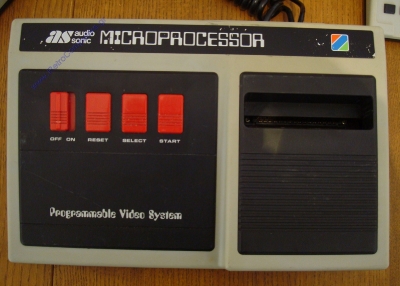 audio sonic MICROPROCESSOR
OFF ON RESET SELECT START
Programmable Video System